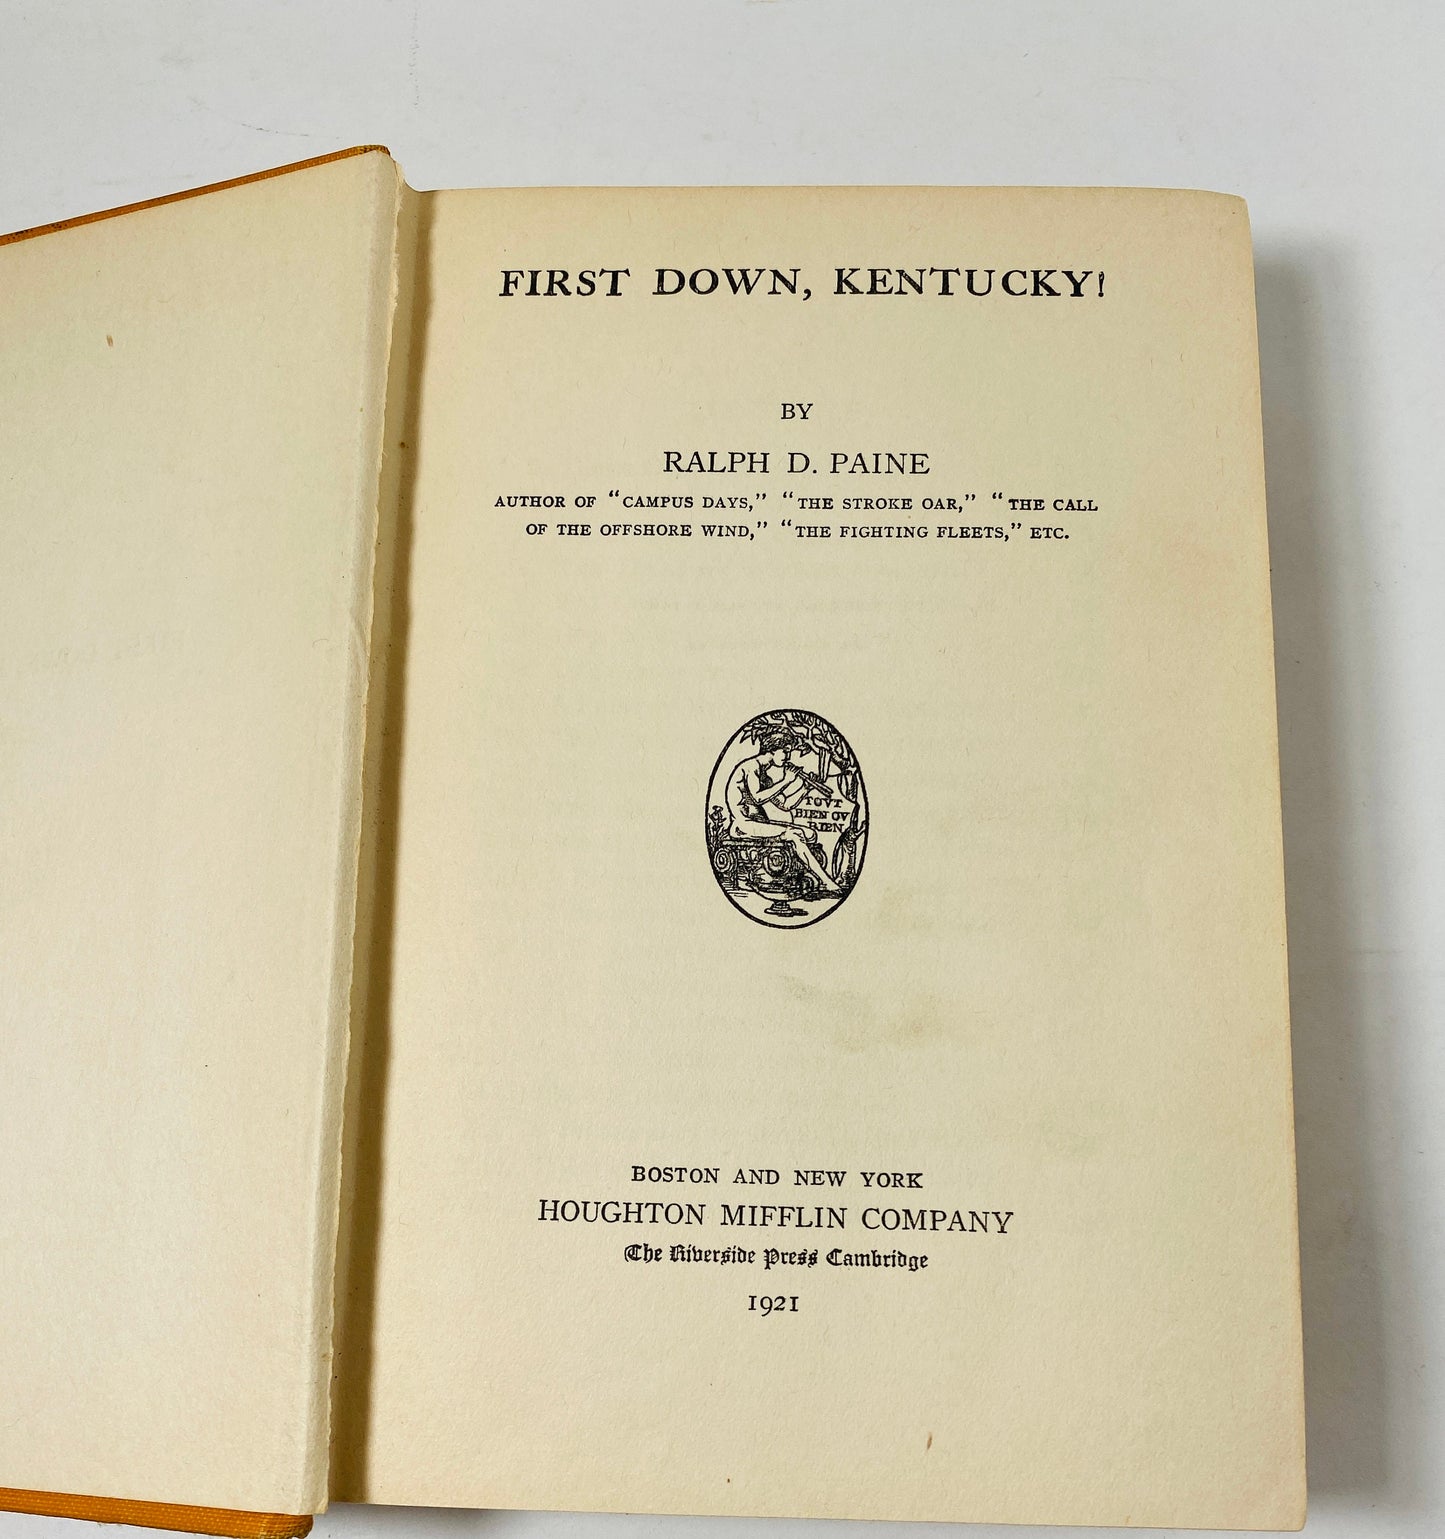 FIRST DOWN, KENTUCKY!
BY
RALPH D. PAINE
AUTHOR OF "CAMPUS DAYS," "THE STROKE OAR," "THE CALL
OF THE OFFSHORE WIND," "THE FIGHTING FLEETS," ETC.
TOVT
BIEN OV
RIEN
BOSTON AND NEW YORK
HOUGHTON MIFFLIN COMPANY
The Riverside Press Cambridge
1921